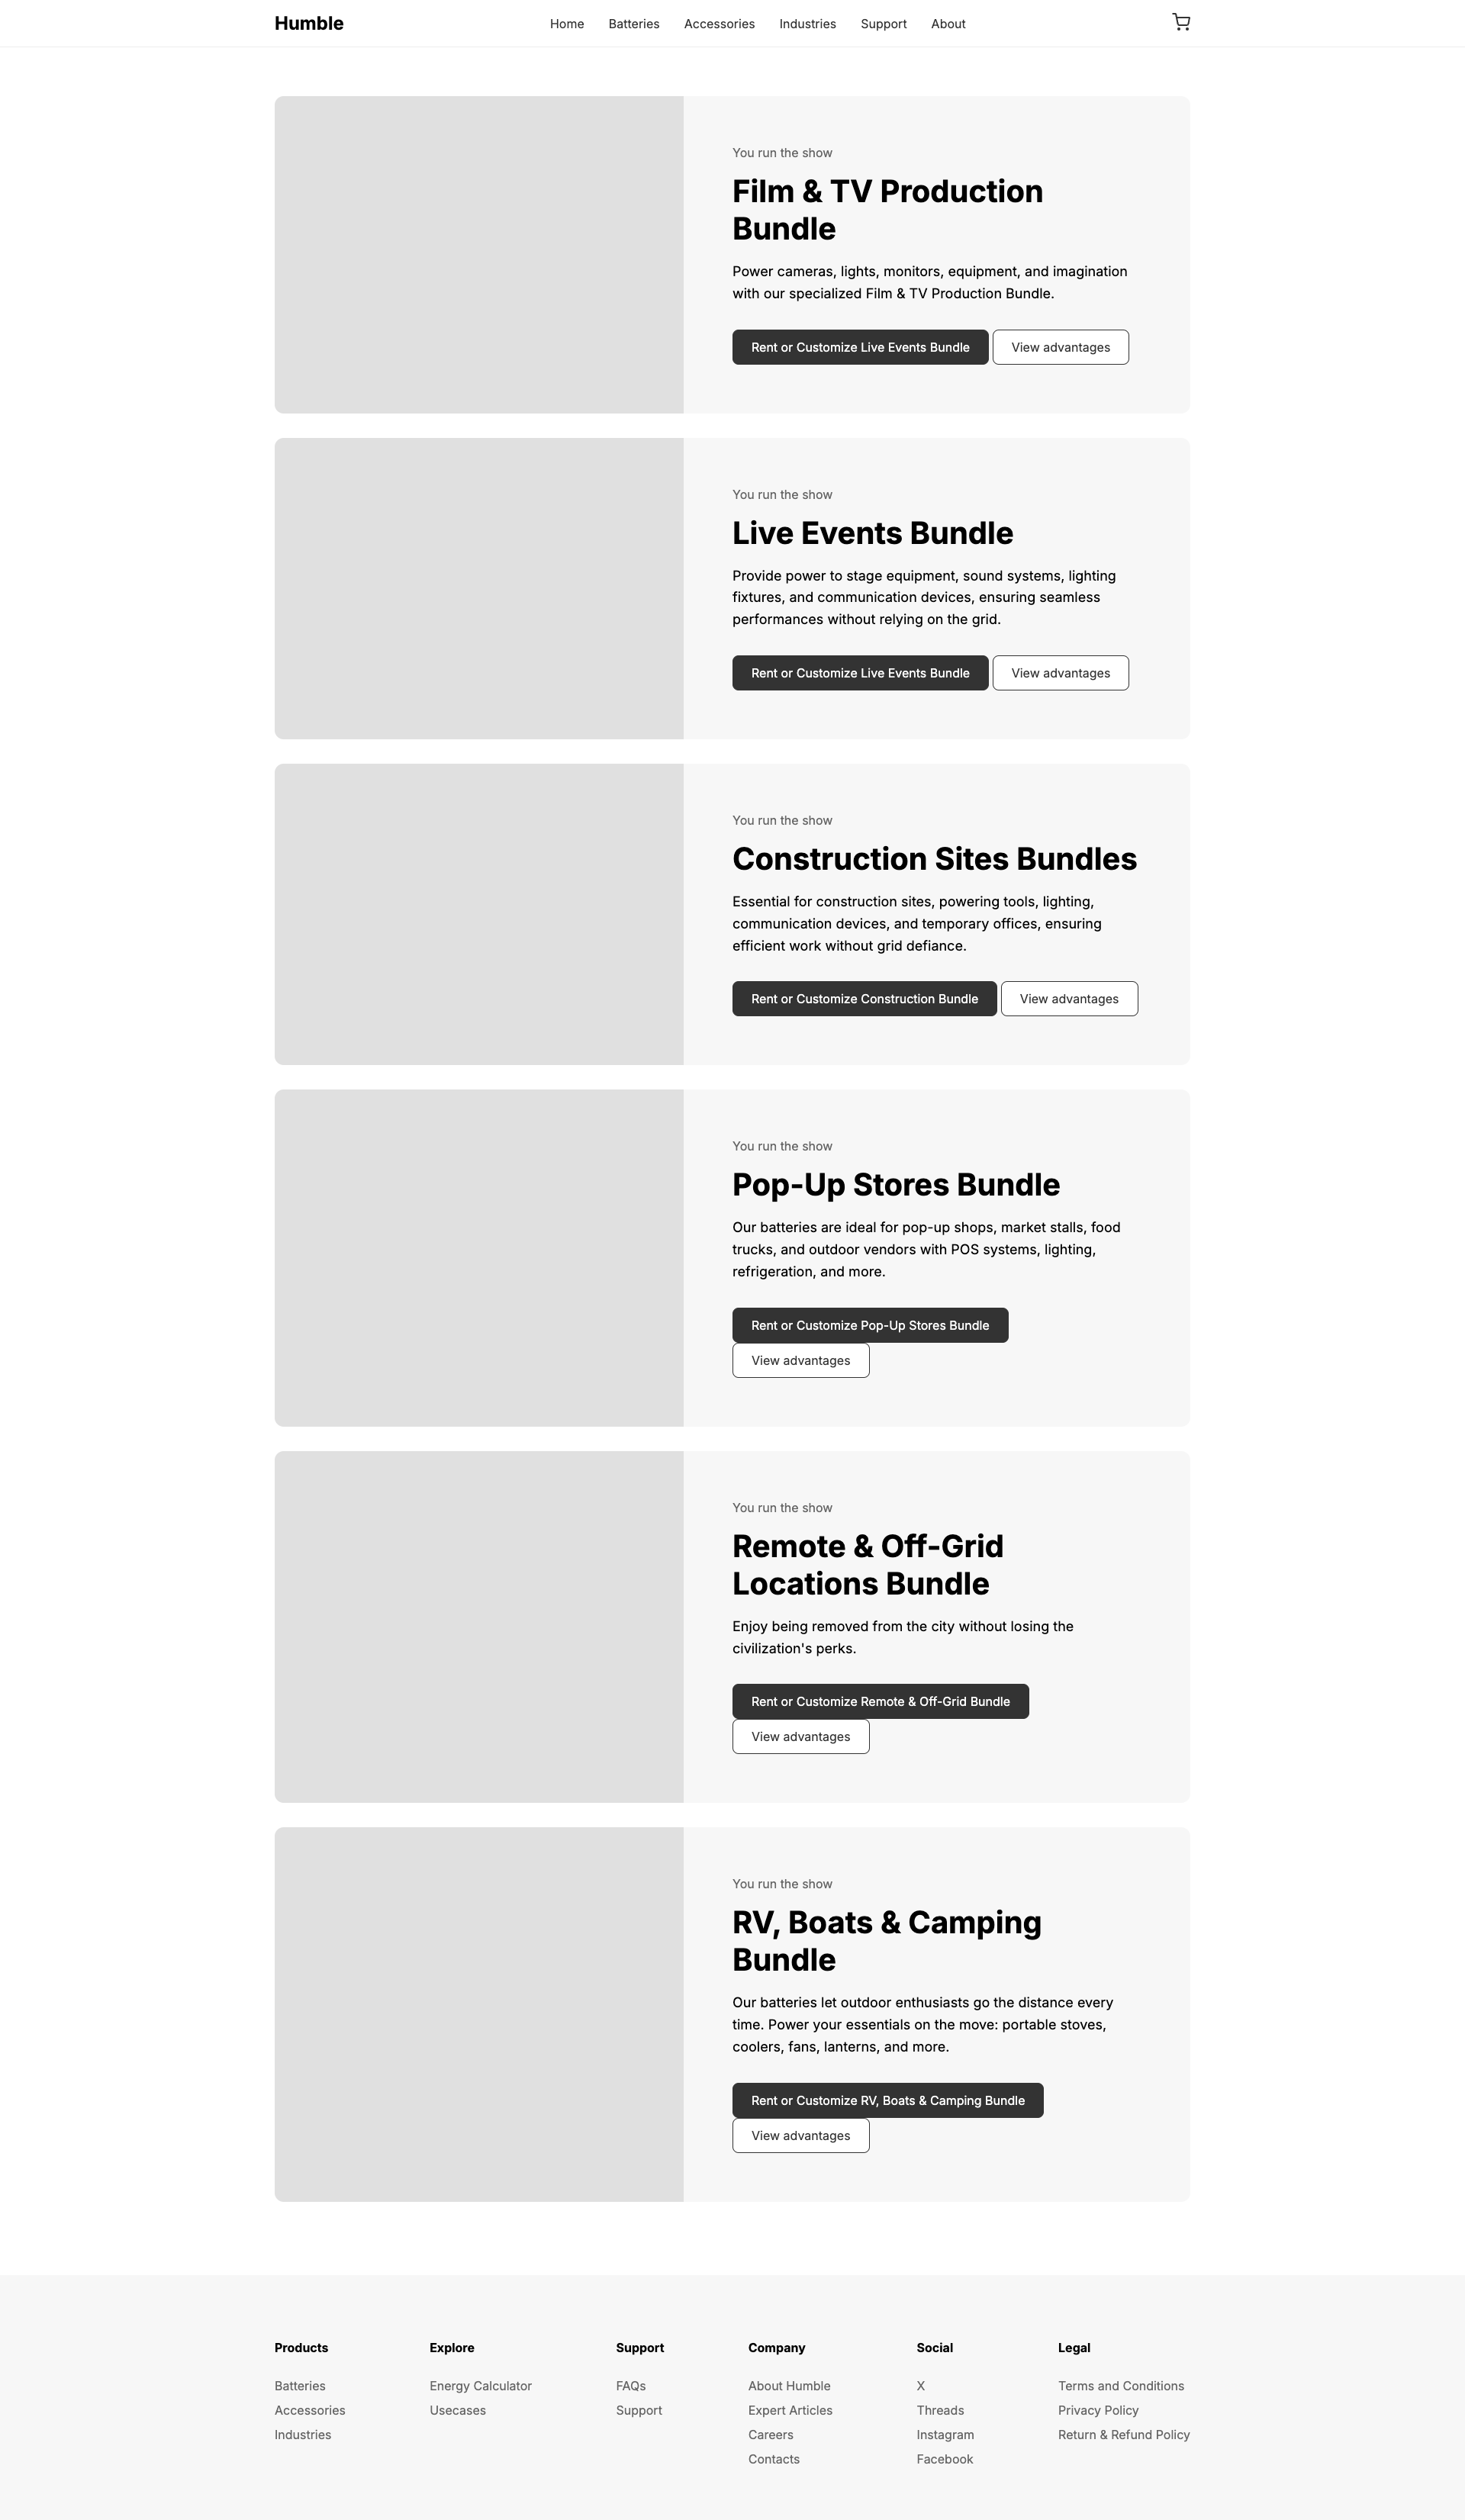 Humble
Home Batteries Accessories Industries Support About
You run the show
Film & TV Production
Bundle
Power cameras, lights, monitors, equipment, and imagination
with our specialized Film & TV Production Bundle.
Rent or Customize Live Events Bundle View advantages
You run the show
Live Events Bundle
Provide power to stage equipment, sound systems, lighting
fixtures, and communication devices, ensuring seamless
performances without relying on the grid.
Rent or Customize Live Events Bundle View advantages
You run the show
Construction Sites Bundles
Essential for construction sites, powering tools, lighting,
communication devices, and temporary offices, ensuring
efficient work without grid defiance.
Rent or Customize Construction Bundle View advantages
You run the show
Pop-Up Stores Bundle
Our batteries are ideal for pop-up shops, market stalls, food
trucks, and outdoor vendors with POS systems, lighting,
refrigeration, and more.
Rent or Customize Pop-Up Stores Bundle
View advantages
You run the show
Remote & Off-Grid
Locations Bundle
Enjoy being removed from the city without losing the
civilization's perks.
Rent or Customize Remote & Off-Grid Bundle
View advantages
You run the show
RV, Boats & Camping
Bundle
Our batteries let outdoor enthusiasts go the distance every
time. Power your essentials on the move: portable stoves,
coolers, fans, lanterns, and more.
Rent or Customize RV, Boats & Camping Bundle
View advantages
Products
Batteries
Accessories
Industries
Explore
Energy Calculator
Usecases
Support
FAQs
Support
Company
About Humble
Expert Articles
Careers
Contacts
Social
X
Threads
Instagram
Facebook
Legal
Terms and Conditions
Privacy Policy
Return & Refund Policy